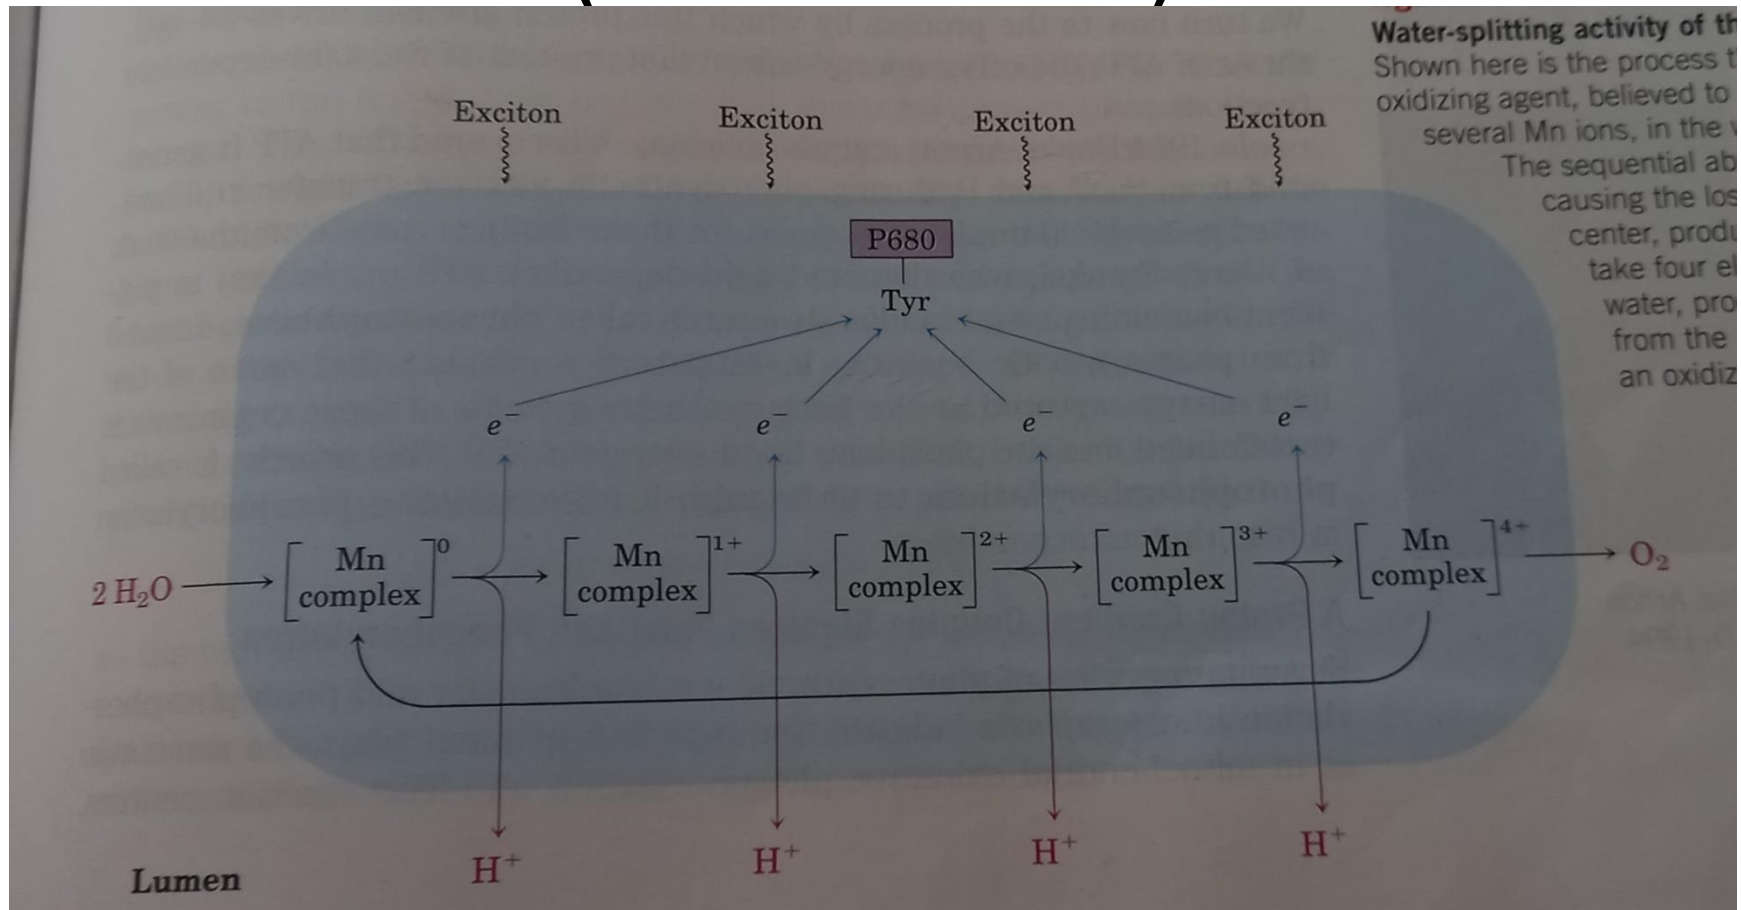 Water-splitting activity of th
Shown here is the process t
oxidizing agent, believed to
several Mn ions, in the
The sequential ab
causing the los
center, produ
take four el
water, pro
from the
an oxidiz
Exciton Exciton Exciton Exciton
P680
Tyr
e⁻ e⁻ e⁻ e⁻
2 H₂O [Mn complex]⁰ [Mn complex]¹⁺ [Mn complex]²⁺ [Mn complex]³⁺ [Mn complex]⁴⁺ O₂
H⁺ H⁺ H⁺ H⁺
Lumen